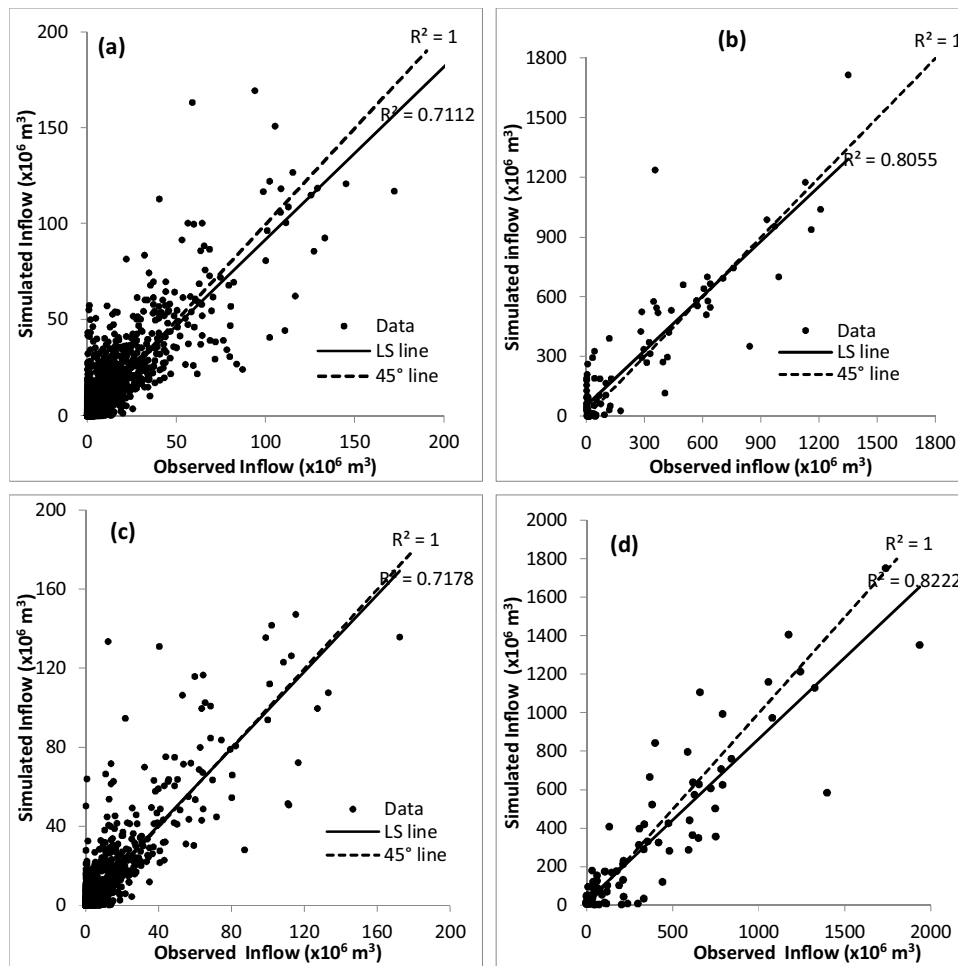 (a)
R² = 1
R² = 0.7112
Simulated Inflow (x10⁶ m³)
200
150
100
50
0
Data
LS line
45° line
0 50 100 150 200
Observed Inflow (x10⁶ m³)
(b)
R² = 1
R² = 0.8055
Simulated inflow (x10⁶ m³)
1800
1500
1200
900
600
300
0
Data
LS line
45° line
0 300 600 900 1200 1500 1800
Observed inflow (x10⁶ m³)
(c)
R² = 1
R² = 0.7178
Simulated Inflow (x10⁶ m³)
200
160
120
80
40
0
Data
LS line
45° line
0 40 80 120 160 200
Observed Inflow (x10⁶ m³)
(d)
R² = 1
R² = 0.8222
Simulated Inflow (x10⁶ m³)
2000
1800
1600
1400
1200
1000
800
600
400
200
0
0 500 1000 1500 2000
Observed Inflow (x10⁶ m³)